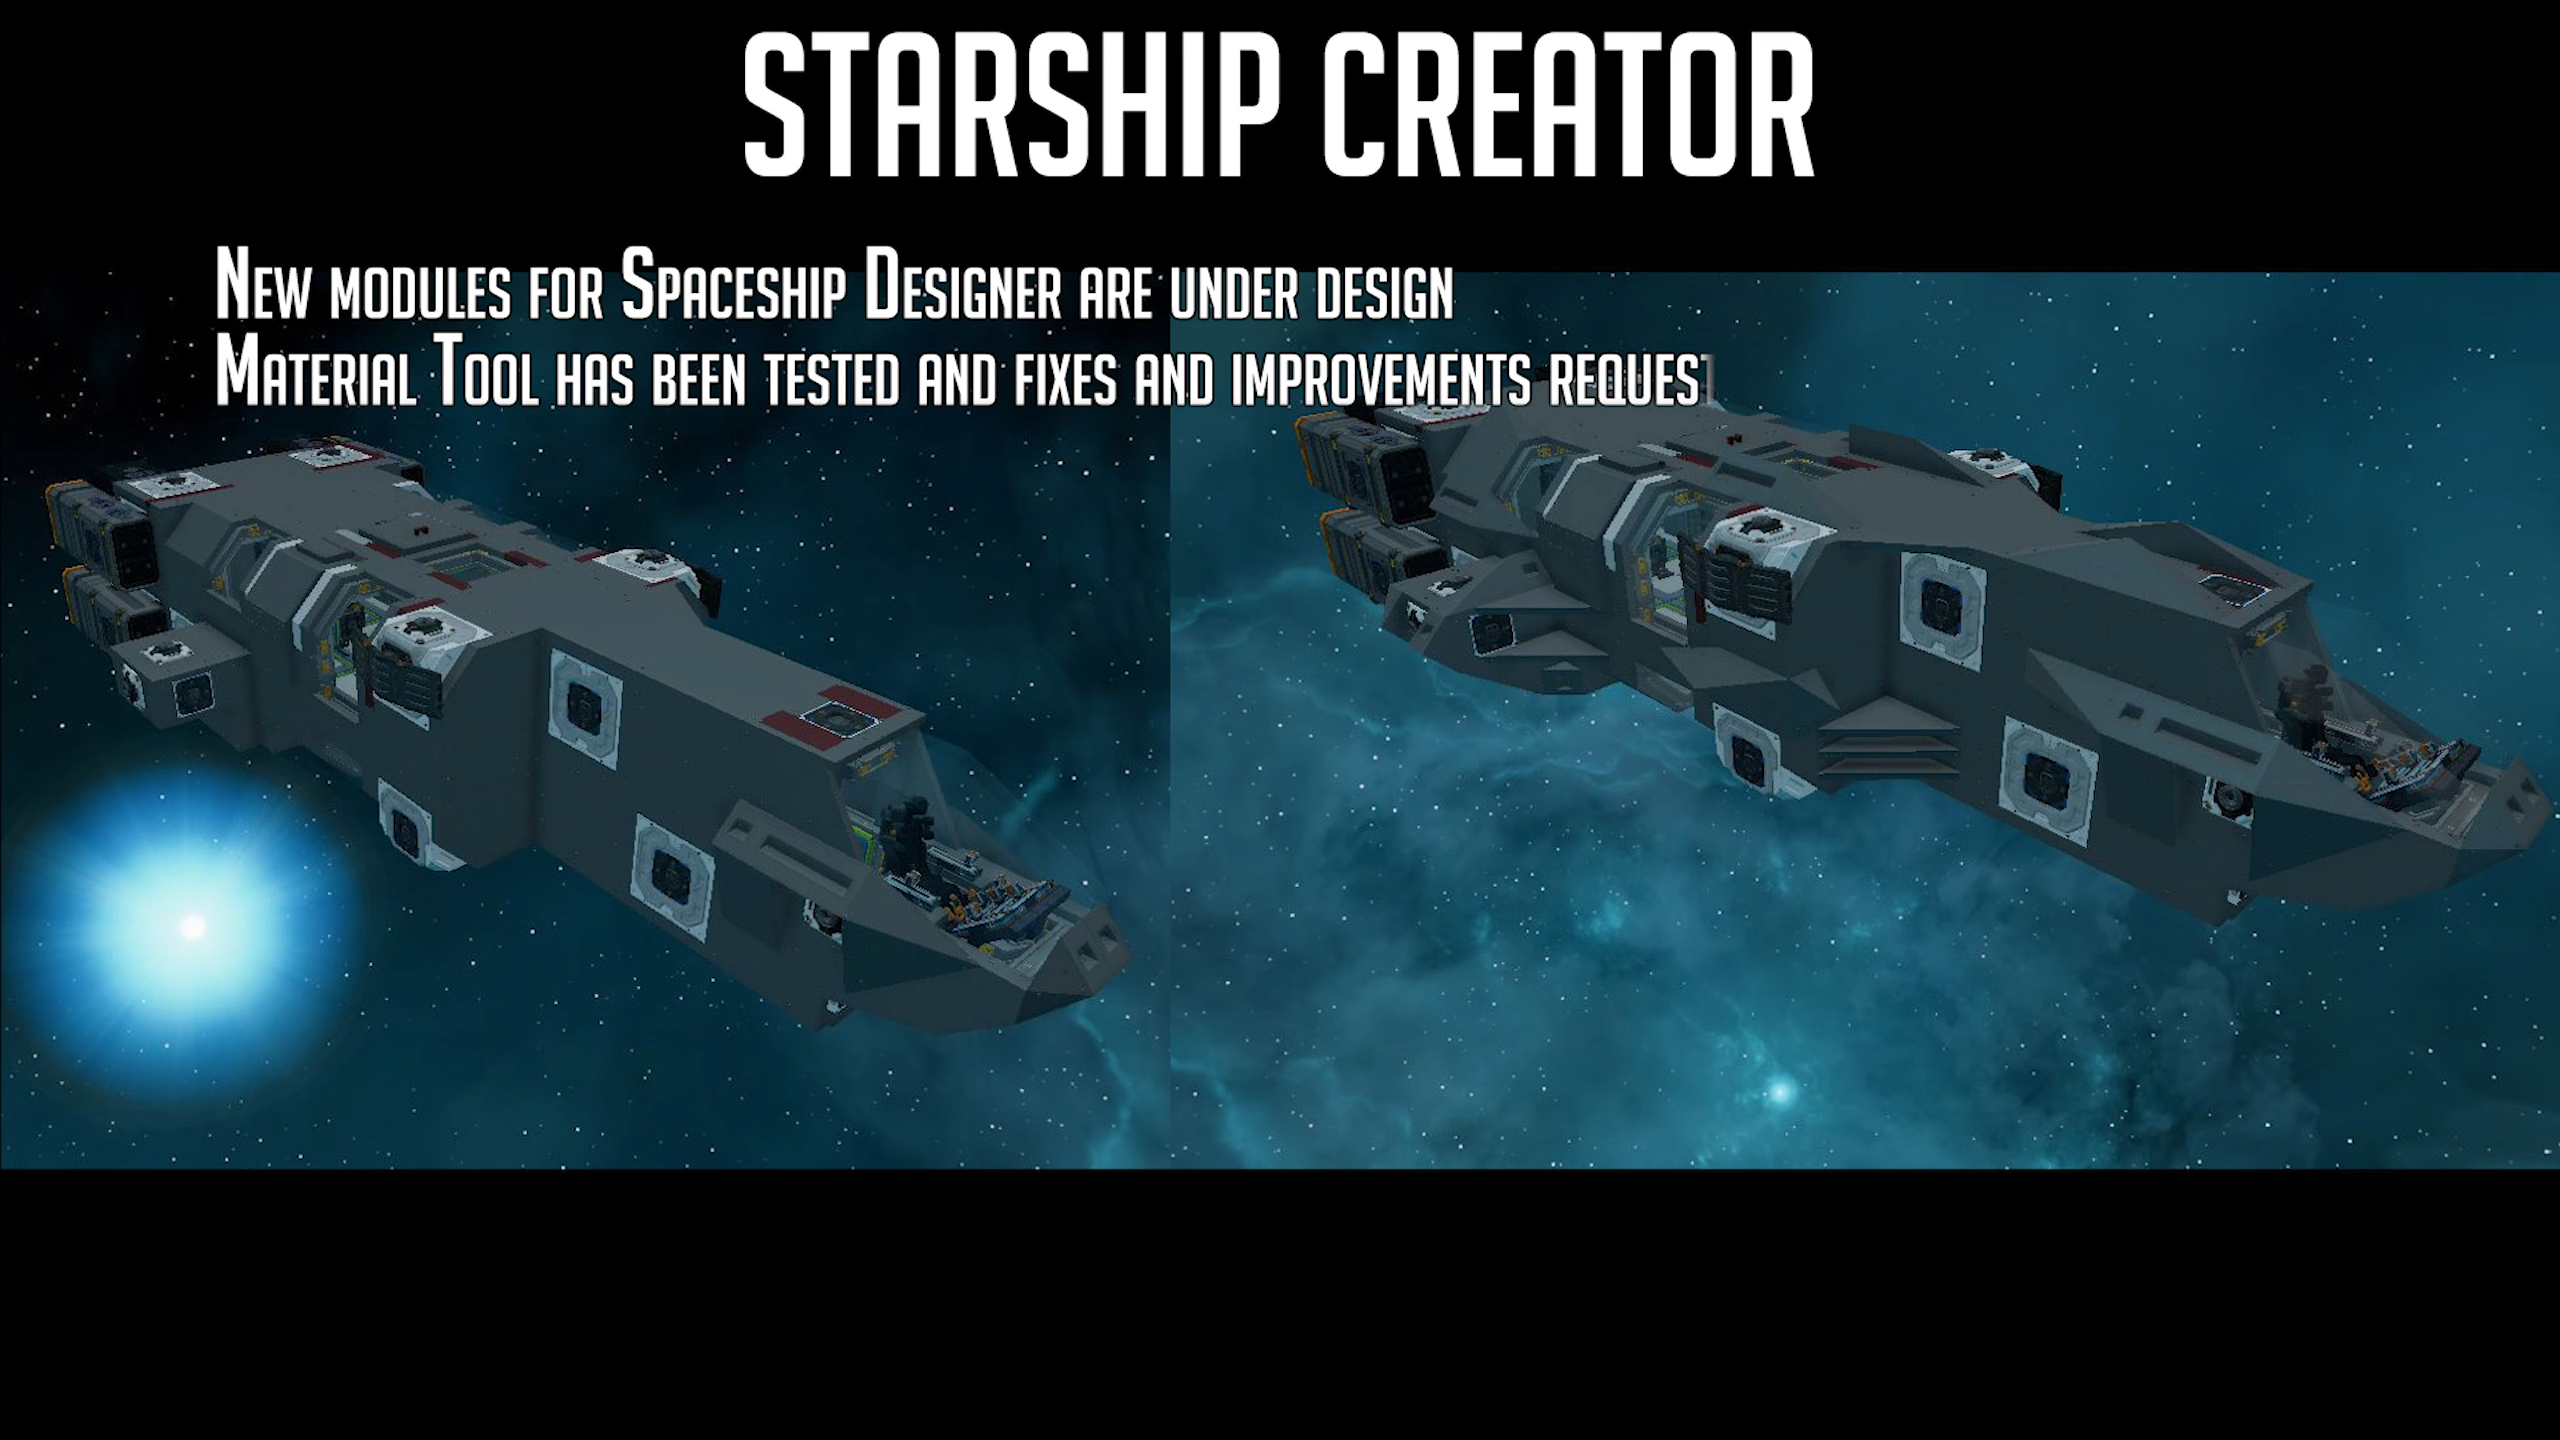 STARSHIP CREATOR
New modules for Spaceship Designer are under design
Material Tool has been tested and fixes and improvements request